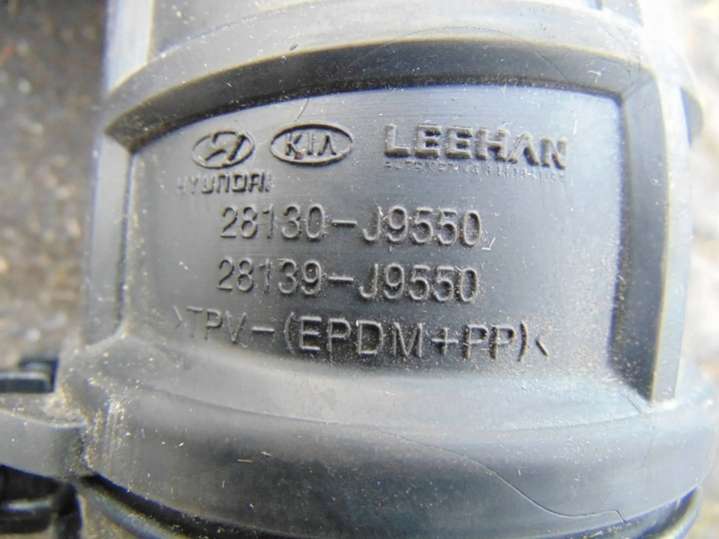 HYUNDAI KIA LEEHAN
28130-J9550
28139-J9550
>TPV-(EPDM+PP)<